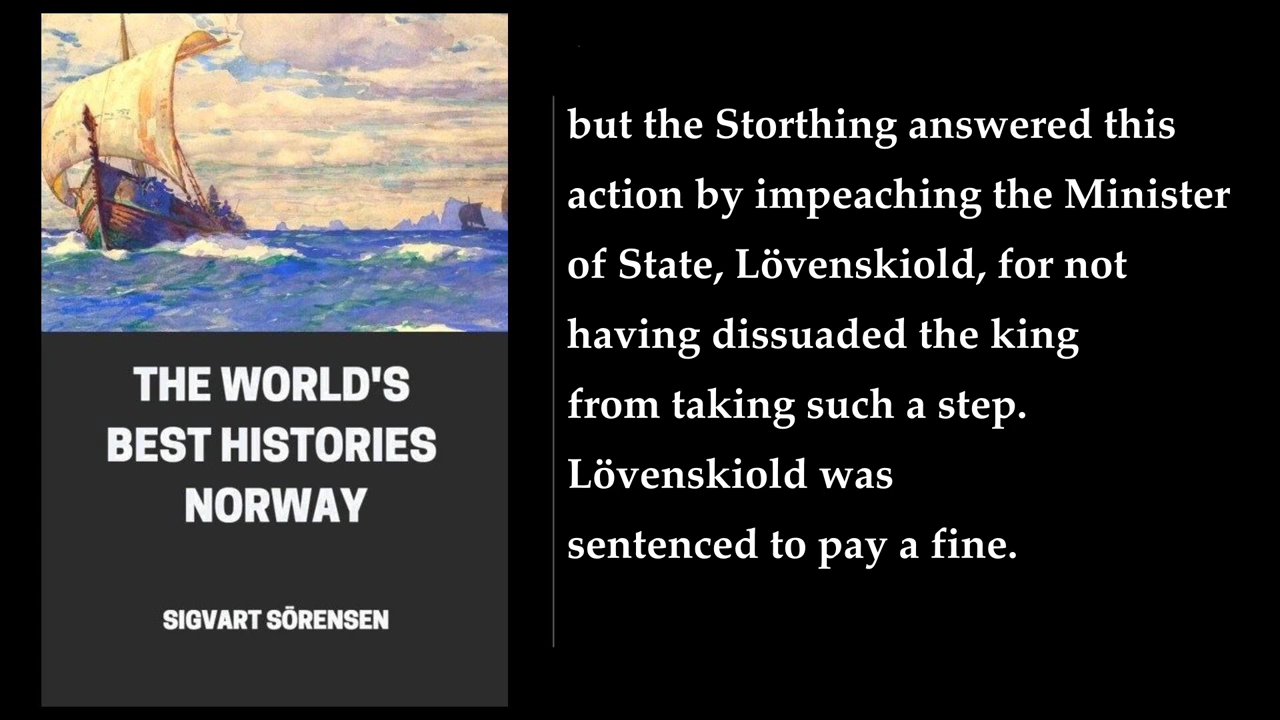 THE WORLD'S
BEST HISTORIES
NORWAY
SIGVART SÖRENSEN
but the Storthing answered this
action by impeaching the Minister
of State, Lövenskiold, for not
having dissuaded the king
from taking such a step.
Lövenskiold was
sentenced to pay a fine.